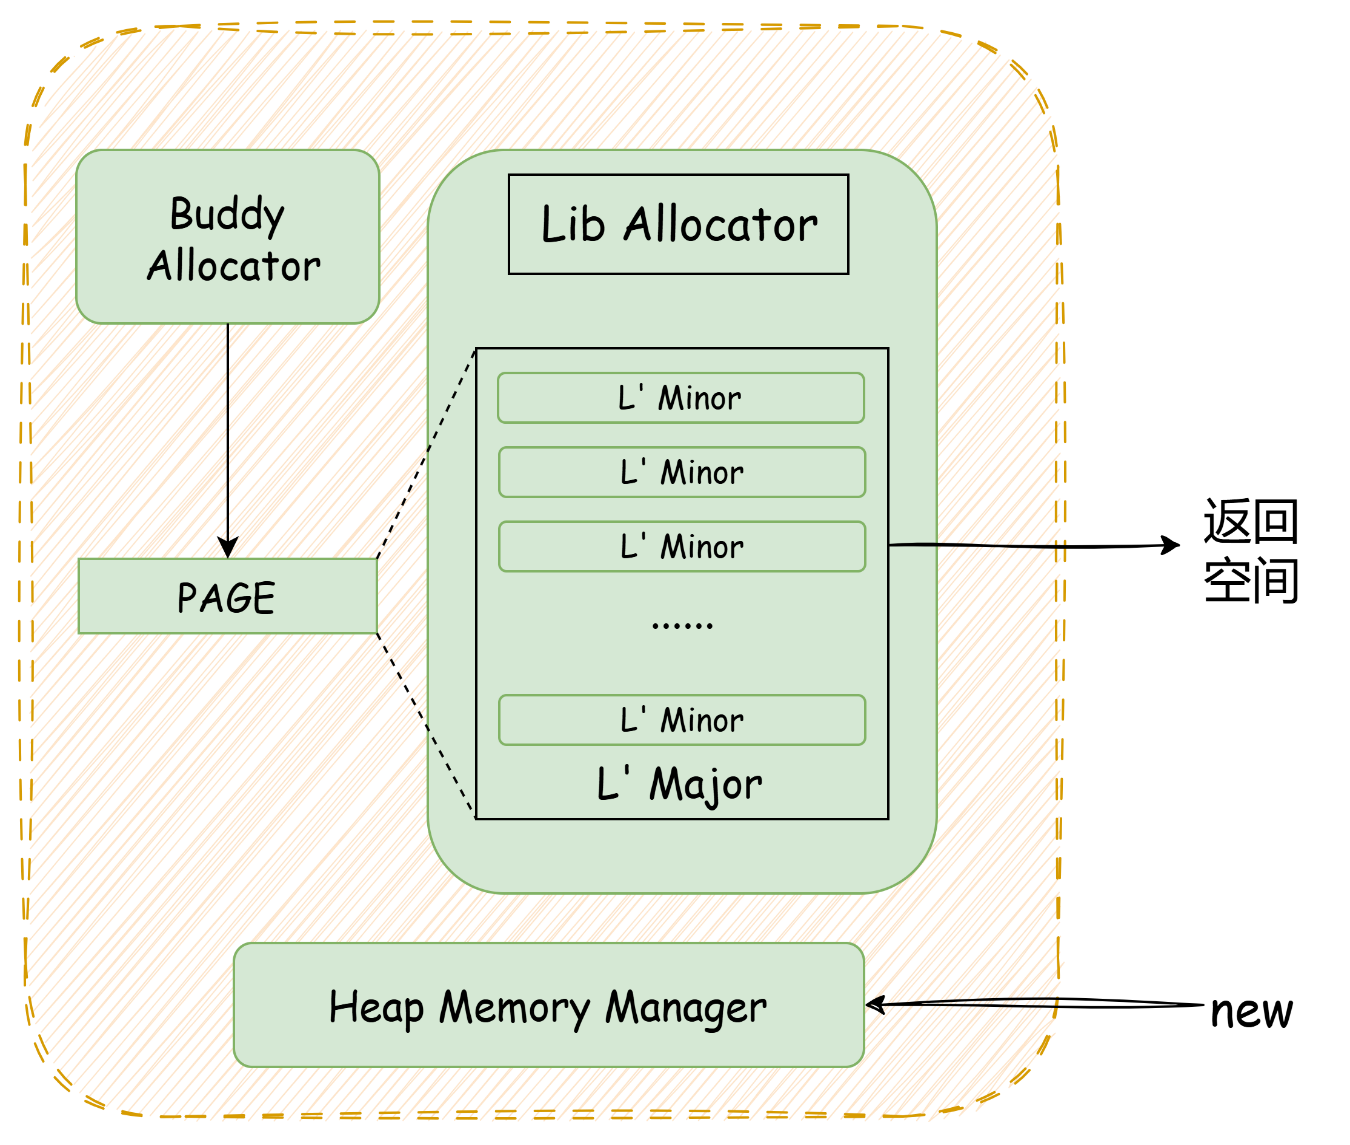 Buddy
Allocator
Lib Allocator
L' Minor
L' Minor
L' Minor
......
L' Minor
L' Major
PAGE
返回
空间
Heap Memory Manager
new